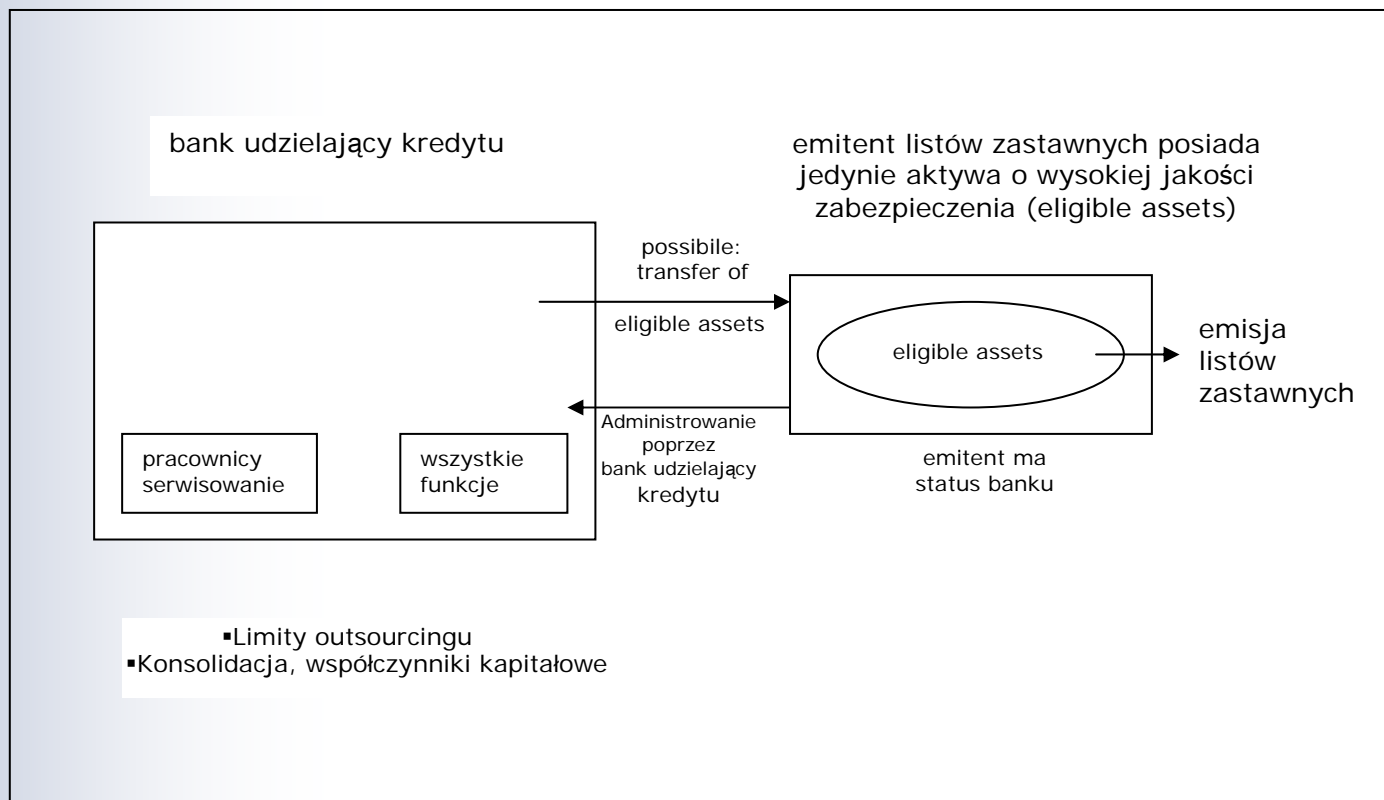 bank udzielający kredytu
emitent listów zastawnych posiada
jedynie aktywa o wysokiej jakości
zabezpieczenia (eligible assets)
possibile:
transfer of
eligible assets
eligible assets
emisja
listów
zastawnych
Administrowanie
poprzez
bank udzielający
kredytu
pracownicy
serwisowanie
wszystkie
funkcje
emitent ma
status banku
▪Limity outsourcingu
▪Konsolidacja, współczynniki kapitałowe